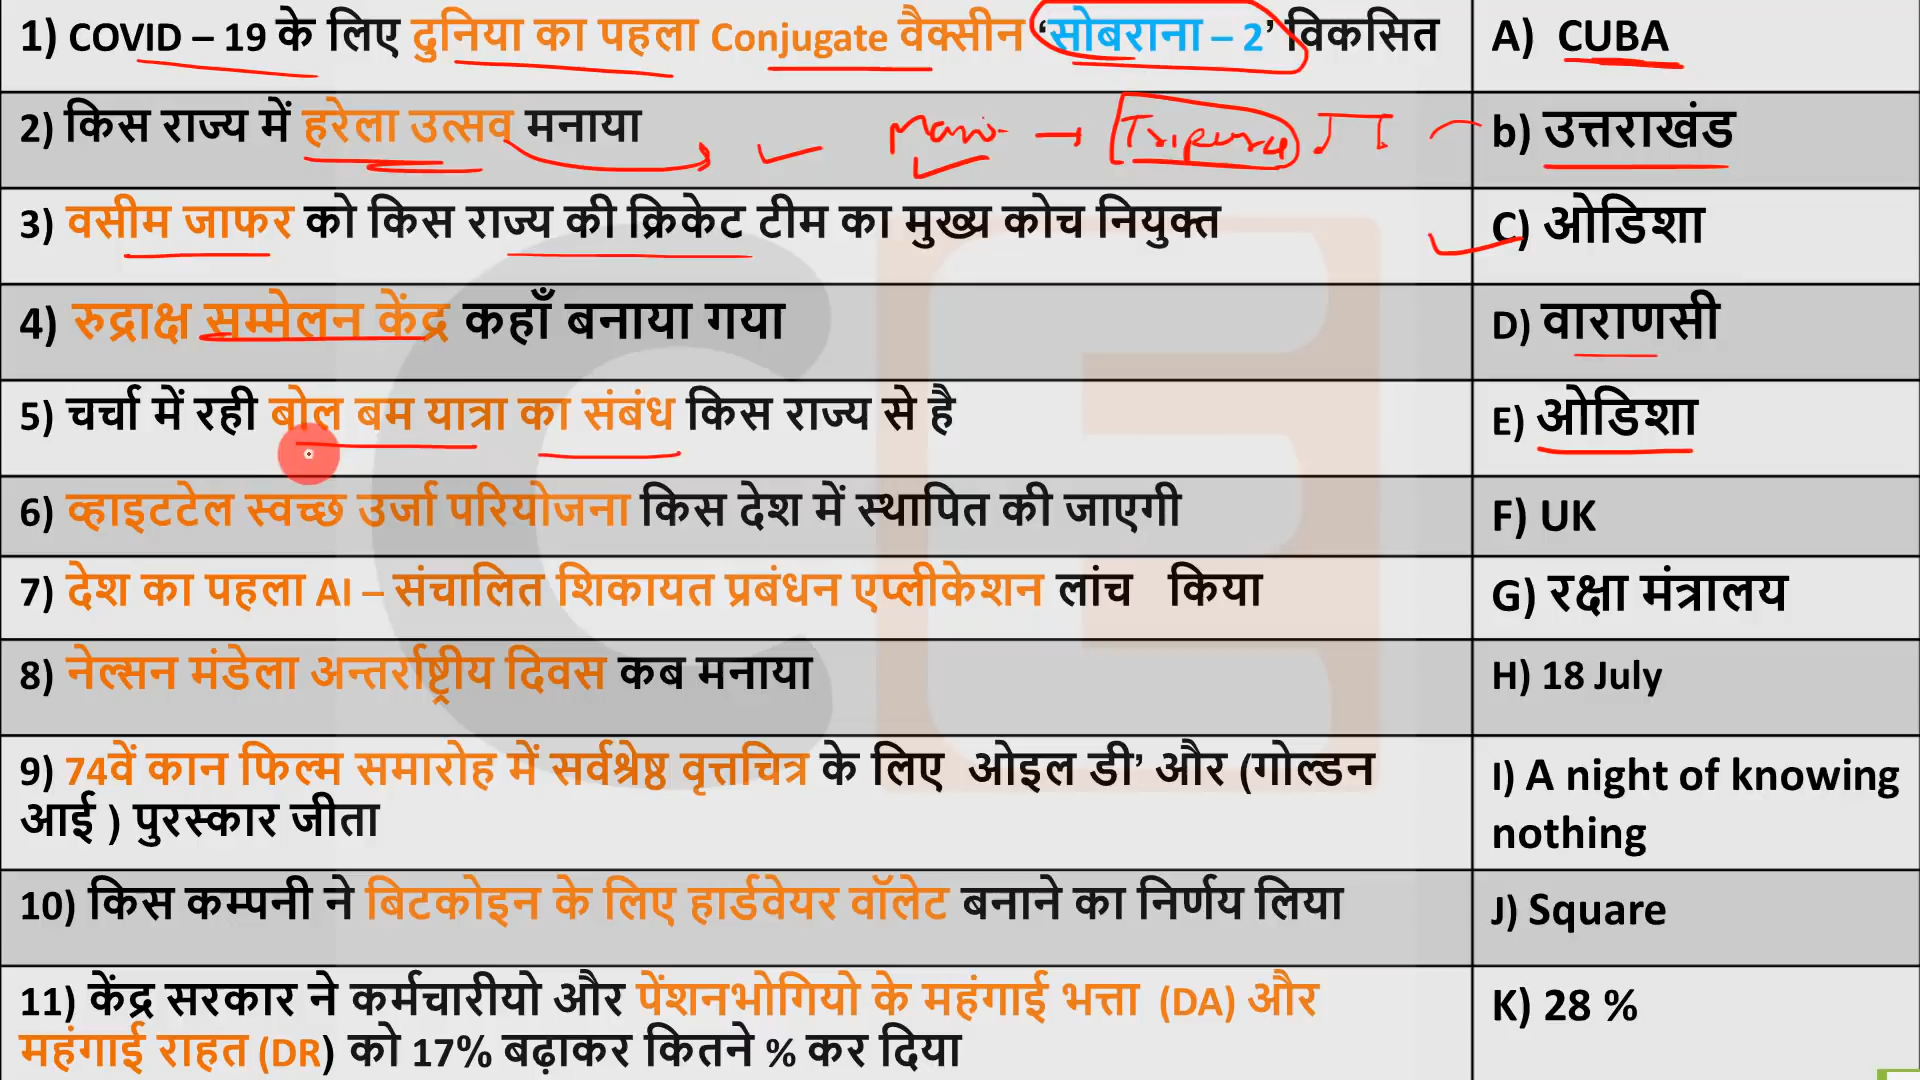 1) COVID – 19 के लिए दुनिया का पहला Conjugate वैक्सीन ‘सोबराना – 2’ विकसित
A) CUBA
2) किस राज्य में हरेला उत्सव मनाया
Tripura
b) उत्तराखंड
3) वसीम जाफर को किस राज्य की क्रिकेट टीम का मुख्य कोच नियुक्त
C) ओडिशा
4) रुद्राक्ष सम्मेलन केंद्र कहाँ बनाया गया
D) वाराणसी
5) चर्चा में रही बोल बम यात्रा का संबंध किस राज्य से है
E) ओडिशा
6) व्हाइटटेल स्वच्छ उर्जा परियोजना किस देश में स्थापित की जाएगी
F) UK
7) देश का पहला AI – संचालित शिकायत प्रबंधन एप्लीकेशन लांच किया
G) रक्षा मंत्रालय
8) नेल्सन मंडेला अन्तर्राष्ट्रीय दिवस कब मनाया
H) 18 July
9) 74वें कान फिल्म समारोह में सर्वश्रेष्ठ वृत्तचित्र के लिए ओइल डी’ और (गोल्डन
आई ) पुरस्कार जीता
I) A night of knowing
nothing
10) किस कम्पनी ने बिटकोइन के लिए हार्डवेयर वॉलेट बनाने का निर्णय लिया
J) Square
11) केंद्र सरकार ने कर्मचारीयो और पेंशनभोगियो के महंगाई भत्ता (DA) और
महंगाई राहत (DR) को 17% बढ़ाकर कितने % कर दिया
K) 28 %